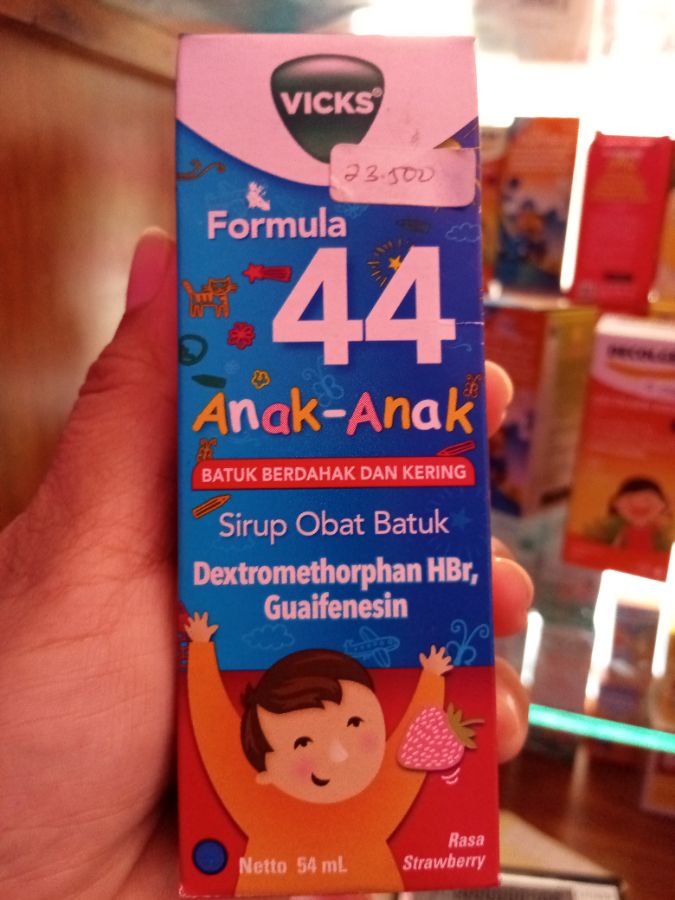 VICKS®
23.500
Formula
44
Anak-Anak
BATUK BERDAHAK DAN KERING
Sirup Obat Batuk
Dextromethorphan HBr,
Guaifenesin
Netto 54 mL
Rasa
Strawberry